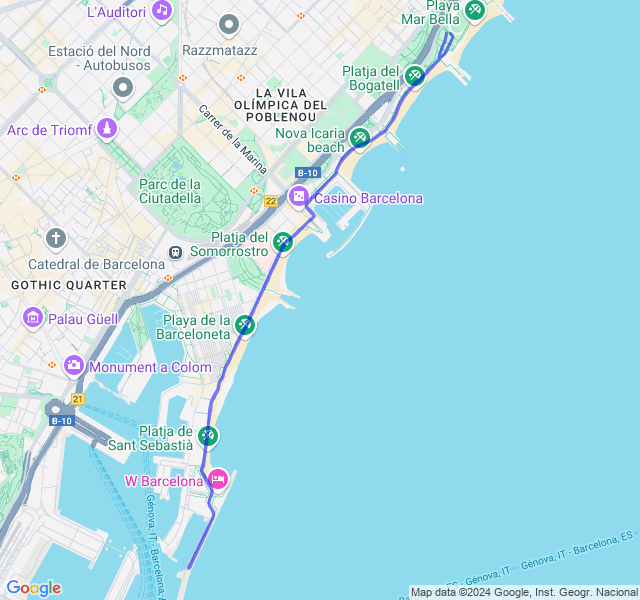 Playa
Mar Bella
L'Auditori
Razzmatazz
Estació del Nord
- Autobusos
Platja del
Bogatell
LA VILA
OLÍMPICA DEL
POBLENOU
Carrer de la Marina
Arc de Triomf
Nova Icaria
beach
B-10
Parc de la
Ciutadella
22
Casino Barcelona
Platja del
Somorrostro
Catedral de Barcelona
GOTHIC QUARTER
Palau Güell
Playa de la
Barceloneta
Monument a Colom
21
B-10
Platja de
Sant Sebastià
W Barcelona
Génova, IT - Barcelona, ES
Génova, IT - Barcelona,
ES - Génova, IT — Génova, IT - Barcelona, ES
Google
Map data ©2024 Google, Inst. Geogr. Nacional